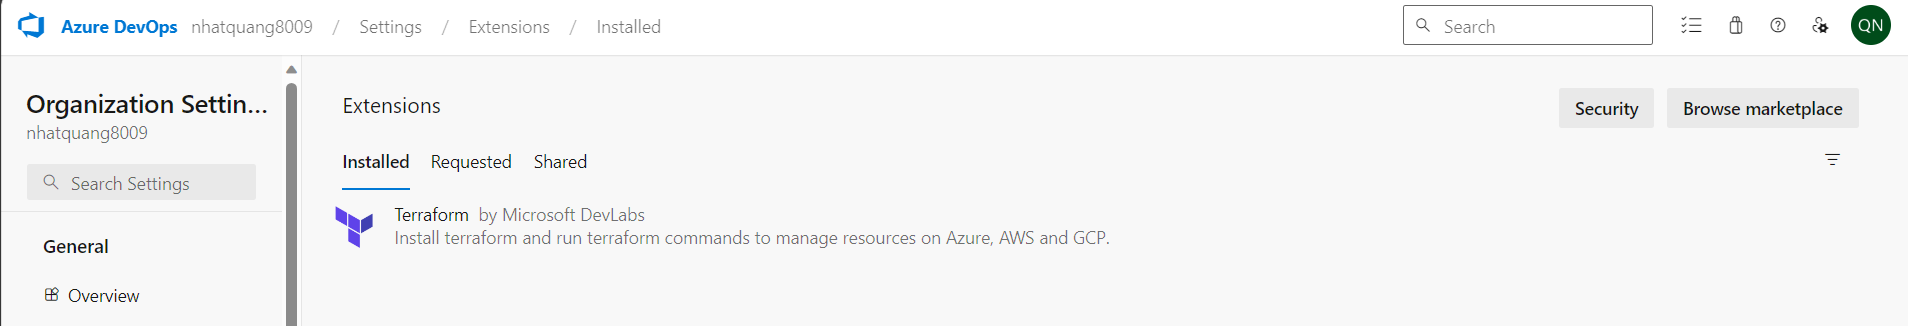 Azure DevOps nhatquang8009 / Settings / Extensions / Installed
Search
QN
Organization Settin...
nhatquang8009
Search Settings
General
Overview
Extensions
Security
Browse marketplace
Installed Requested Shared
Terraform by Microsoft DevLabs
Install terraform and run terraform commands to manage resources on Azure, AWS and GCP.